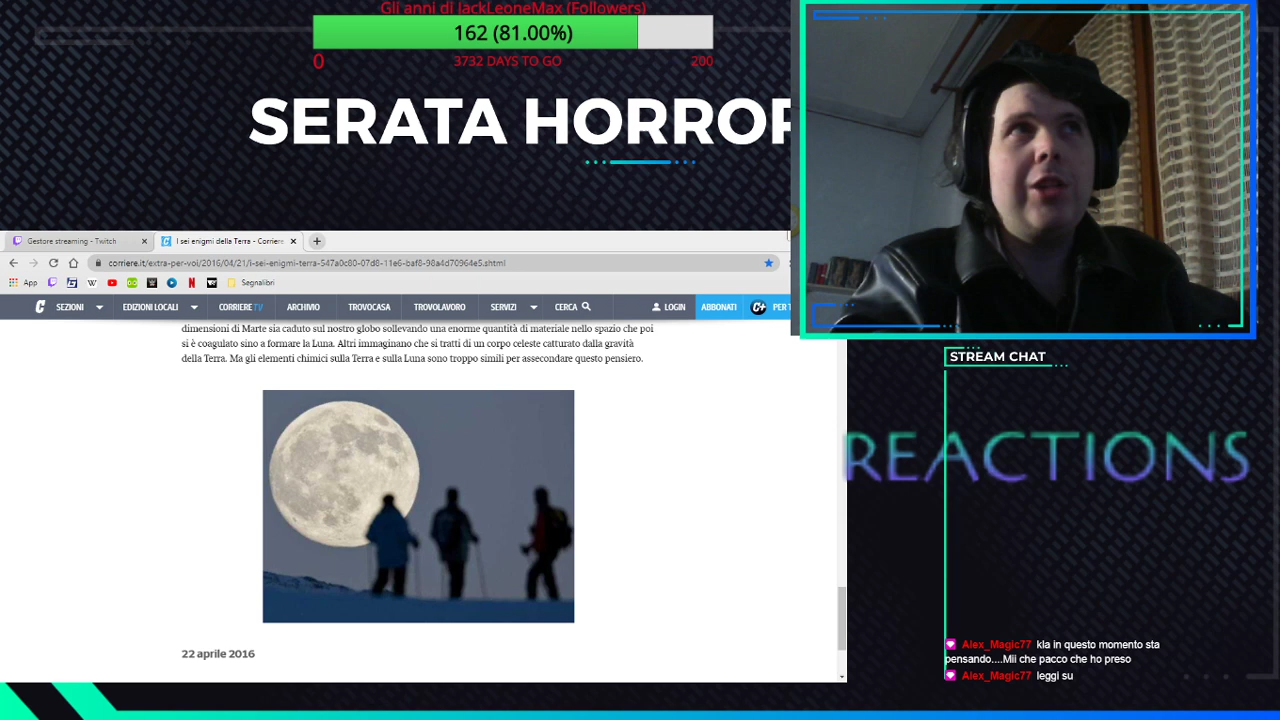 Gli anni di IackLeoneMax (Followers)
162 (81.00%)
0
3732 DAYS TO GO
200
SERATA HORROR
Gestore streaming - Twitch
I sei enigmi della Terra - Corriere
corriere.it/extra-per-voi/2016/04/21/i-sei-enigmi-terra-547a0c80-07d8-11e6-baf8-98a4d70964e5.shtml
App
Segnalibri
SEZIONI
EDIZIONI LOCALI
CORRIERE TV
ARCHIVIO
TROVOCASA
TROVOLAVORO
SERVIZI
CERCA
LOGIN
ABBONATI
C+
PER T
dimensioni di Marte sia caduto sul nostro globo sollevando una enorme quantità di materiale nello spazio che poi
si è coagulato sino a formare la Luna. Altri immaginano che si tratti di un corpo celeste catturato dalla gravità
della Terra. Ma gli elementi chimici sulla Terra e sulla Luna sono troppo simili per assecondare questo pensiero.
22 aprile 2016
STREAM CHAT
REACTIONS
Alex_Magic77 kla in questo momento sta
pensando....Mii che pacco che ho preso
Alex_Magic77 leggi su